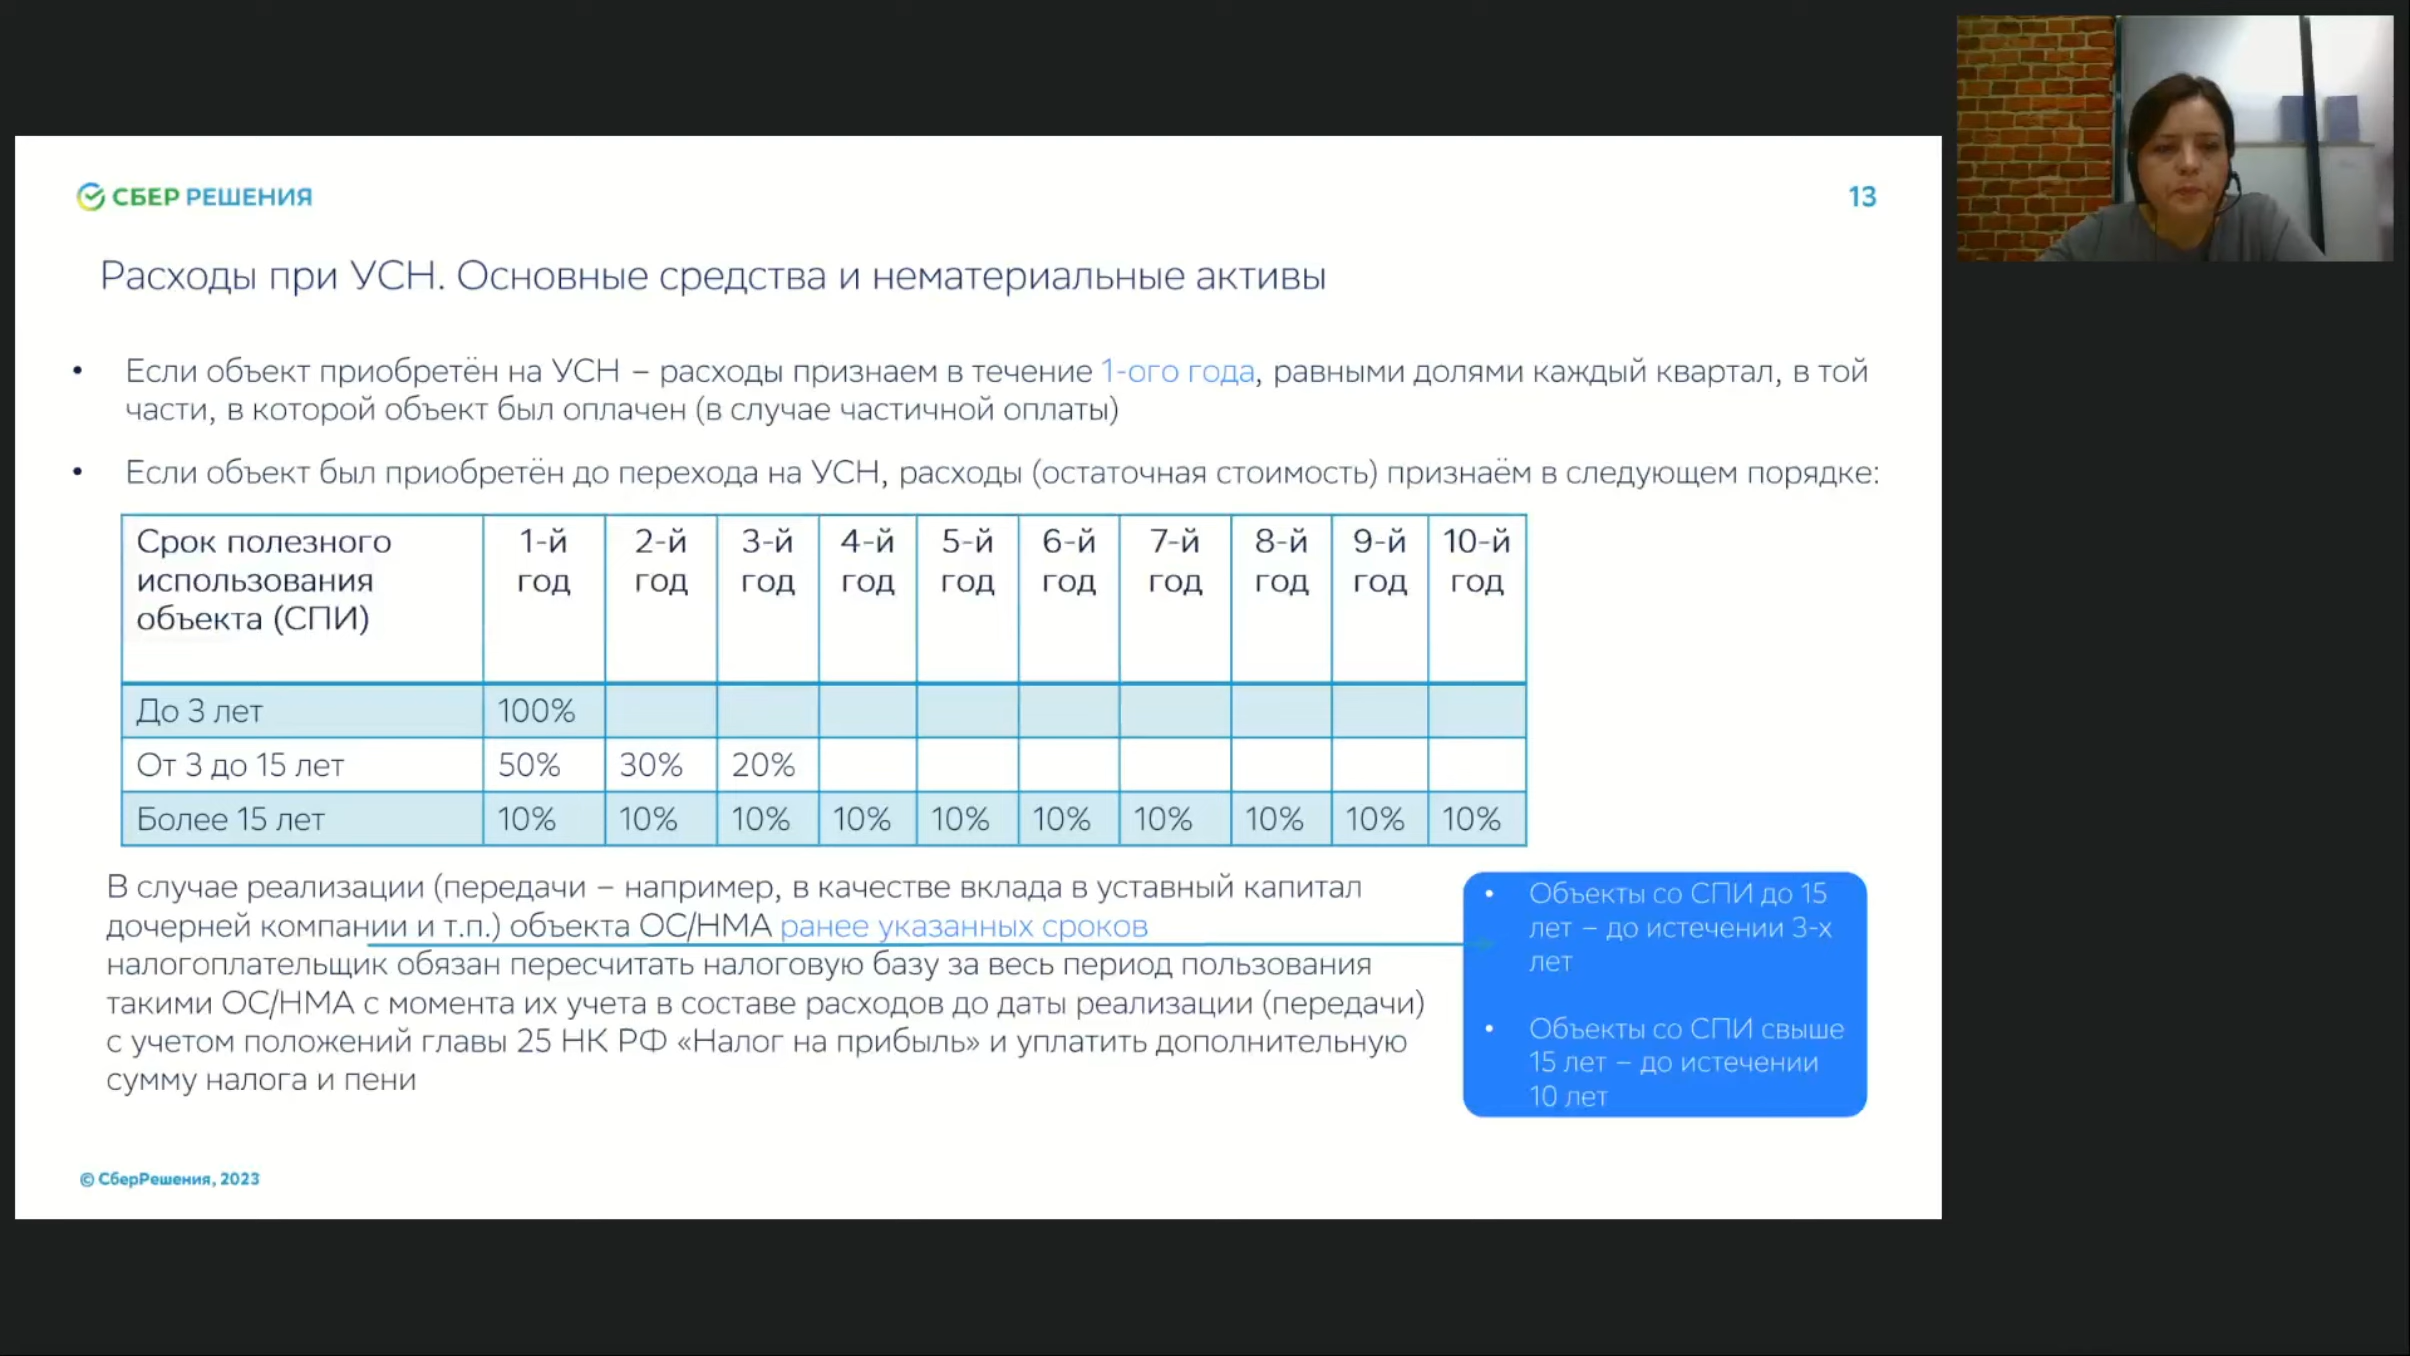 СБЕР РЕШЕНИЯ
13
Расходы при УСН. Основные средства и нематериальные активы
• Если объект приобретён на УСН – расходы признаем в течение 1-ого года, равными долями каждый квартал, в той
части, в которой объект был оплачен (в случае частичной оплаты)
• Если объект был приобретён до перехода на УСН, расходы (остаточная стоимость) признаём в следующем порядке:
Срок полезного использования объекта (СПИ) 1-й год 2-й год 3-й год 4-й год 5-й год 6-й год 7-й год 8-й год 9-й год 10-й год
До 3 лет 100%
От 3 до 15 лет 50% 30% 20%
Более 15 лет 10% 10% 10% 10% 10% 10% 10% 10% 10% 10%
В случае реализации (передачи – например, в качестве вклада в уставный капитал
дочерней компании и т.п.) объекта ОС/НМА ранее указанных сроков
налогоплательщик обязан пересчитать налоговую базу за весь период пользования
такими ОС/НМА с момента их учета в составе расходов до даты реализации (передачи)
с учетом положений главы 25 НК РФ «Налог на прибыль» и уплатить дополнительную
сумму налога и пени
• Объекты со СПИ до 15
лет – до истечении 3-х
лет
• Объекты со СПИ свыше
15 лет – до истечении
10 лет
© СберРешения, 2023